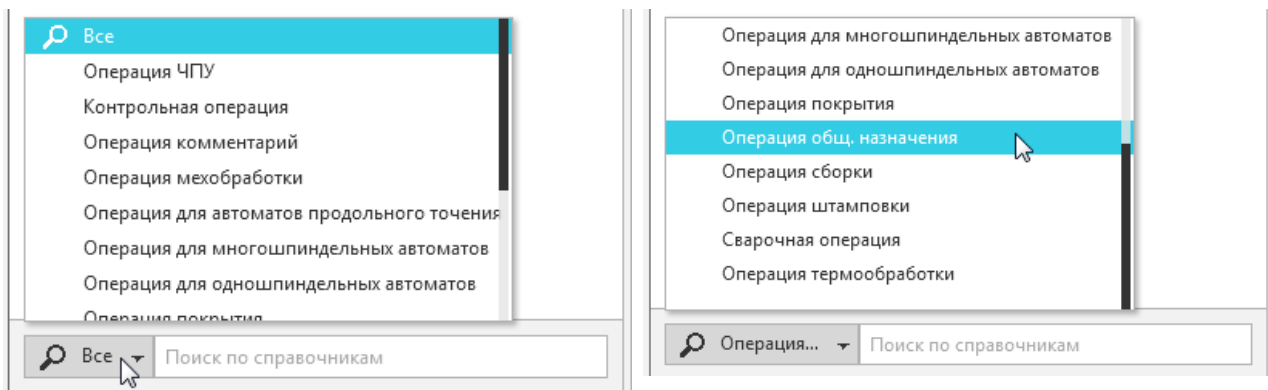 Все
Операция ЧПУ
Контрольная операция
Операция комментарий
Операция мехобработки
Операция для автоматов продольного точения
Операция для многошпиндельных автоматов
Операция для одношпиндельных автоматов
Операция покрытия
Все
Поиск по справочникам
Операция для многошпиндельных автоматов
Операция для одношпиндельных автоматов
Операция покрытия
Операция общ. назначения
Операция сборки
Операция штамповки
Сварочная операция
Операция термообработки
Операция...
Поиск по справочникам